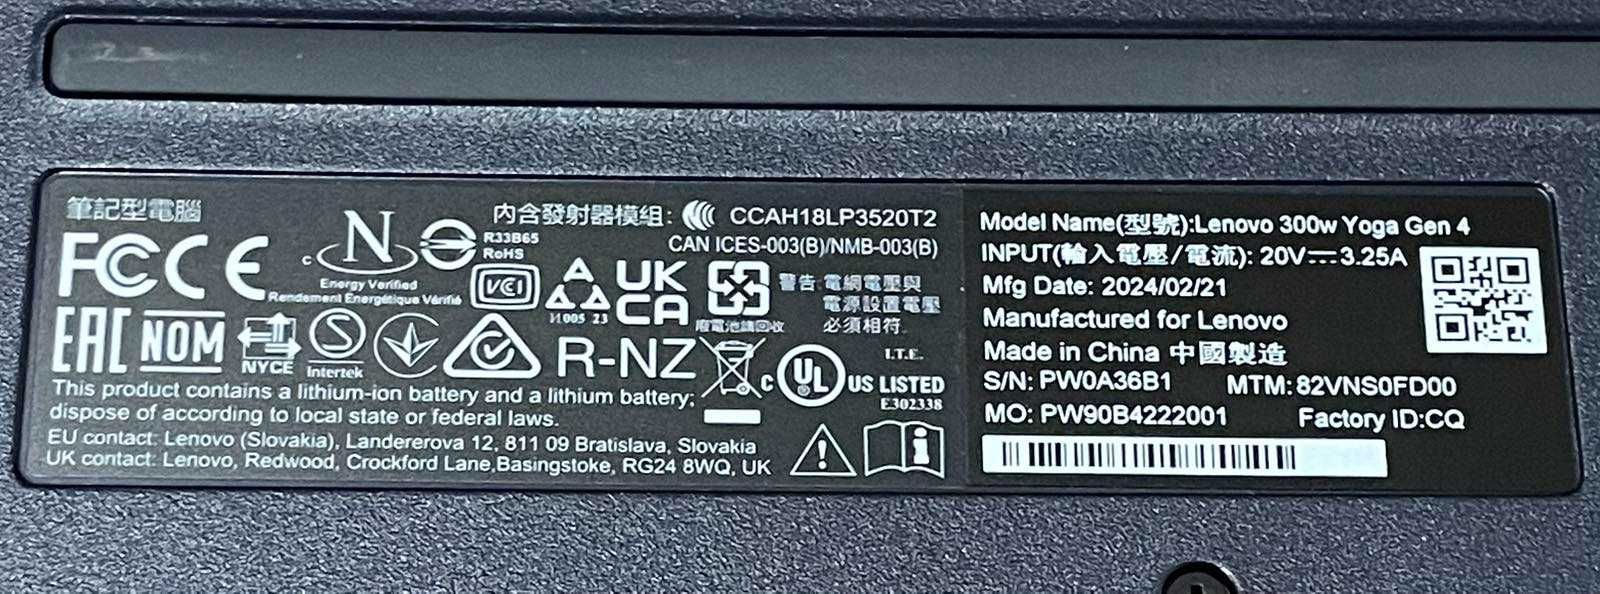 筆記型電腦
內含發射器模組: CCAH18LP3520T2
FCC CE
c N
Energy Verified
Rendement Énergétique Vérifié
R33B65
RoHS
CAN ICES-003(B)/NMB-003(B)
VCI
И005 23
UK
CA
廢電池請回收
警告:電網電壓與
電源設置電壓
必須相符.
EAC NOM
NYCE
S
Intertek
R-NZ
c UL US LISTED
I.T.E.
E302338
This product contains a lithium-ion battery and a lithium battery;
dispose of according to local state or federal laws.
EU contact: Lenovo (Slovakia), Landererova 12, 811 09 Bratislava, Slovakia
UK contact: Lenovo, Redwood, Crockford Lane,Basingstoke, RG24 8WQ, UK
Model Name(型號):Lenovo 300w Yoga Gen 4
INPUT(輸入電壓/電流): 20V⎓3.25A
Mfg Date: 2024/02/21
Manufactured for Lenovo
Made in China 中國製造
S/N: PW0A36B1 MTM: 82VNS0FD00
MO: PW90B4222001 Factory ID:CQ